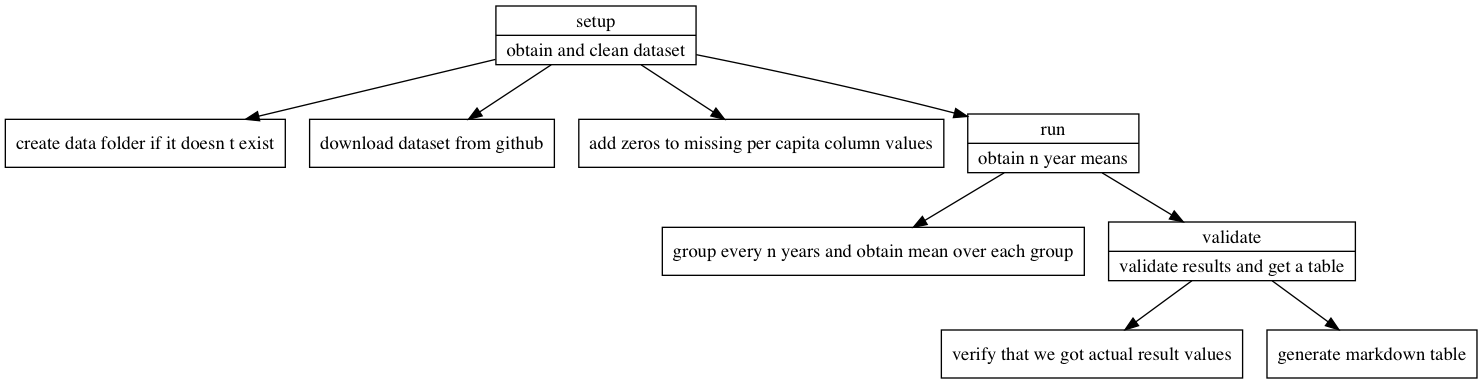 setup
obtain and clean dataset
create data folder if it doesn t exist
download dataset from github
add zeros to missing per capita column values
run
obtain n year means
group every n years and obtain mean over each group
validate
validate results and get a table
verify that we got actual result values
generate markdown table